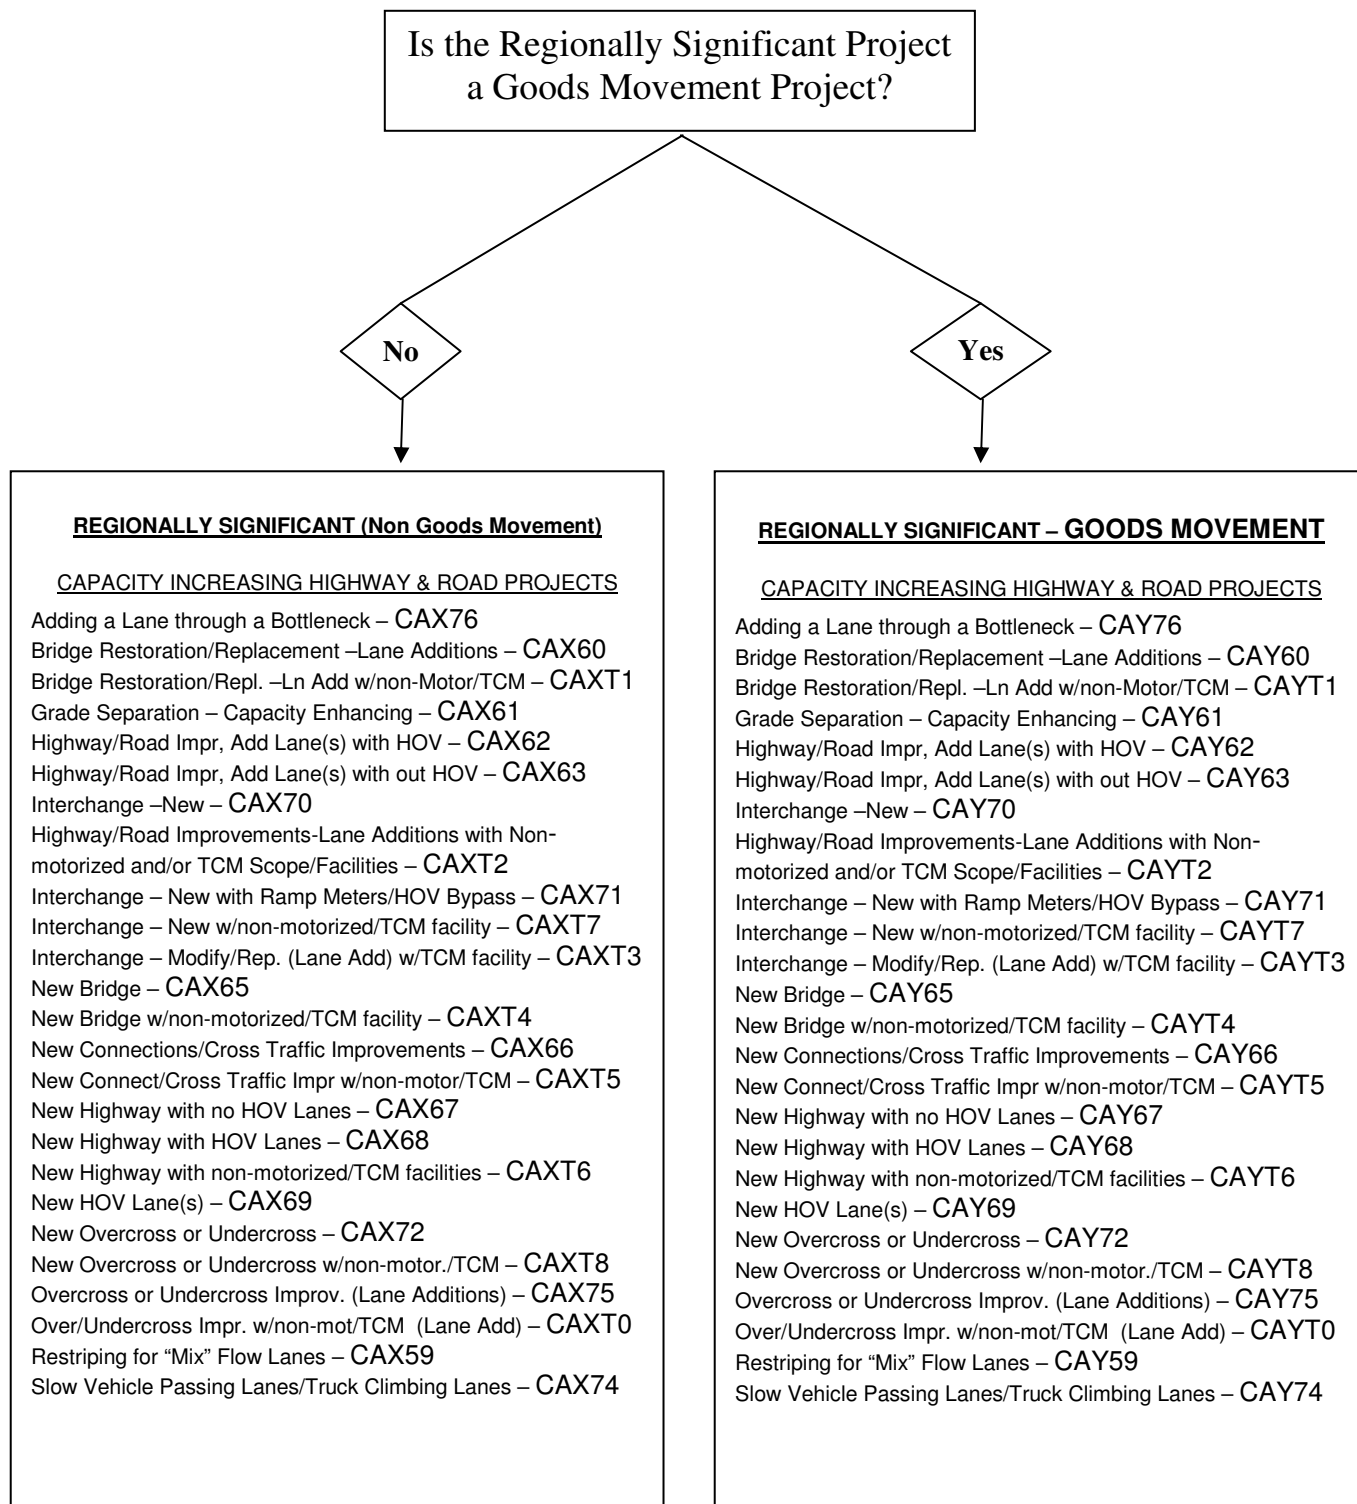 Is the Regionally Significant Project
a Goods Movement Project?
No
Yes
REGIONALLY SIGNIFICANT (Non Goods Movement)
CAPACITY INCREASING HIGHWAY & ROAD PROJECTS
Adding a Lane through a Bottleneck – CAX76
Bridge Restoration/Replacement –Lane Additions – CAX60
Bridge Restoration/Repl. –Ln Add w/non-Motor/TCM – CAXT1
Grade Separation – Capacity Enhancing – CAX61
Highway/Road Impr, Add Lane(s) with HOV – CAX62
Highway/Road Impr, Add Lane(s) with out HOV – CAX63
Interchange –New – CAX70
Highway/Road Improvements-Lane Additions with Non-
motorized and/or TCM Scope/Facilities – CAXT2
Interchange – New with Ramp Meters/HOV Bypass – CAX71
Interchange – New w/non-motorized/TCM facility – CAXT7
Interchange – Modify/Rep. (Lane Add) w/TCM facility – CAXT3
New Bridge – CAX65
New Bridge w/non-motorized/TCM facility – CAXT4
New Connections/Cross Traffic Improvements – CAX66
New Connect/Cross Traffic Impr w/non-motor/TCM – CAXT5
New Highway with no HOV Lanes – CAX67
New Highway with HOV Lanes – CAX68
New Highway with non-motorized/TCM facilities – CAXT6
New HOV Lane(s) – CAX69
New Overcross or Undercross – CAX72
New Overcross or Undercross w/non-motor./TCM – CAXT8
Overcross or Undercross Improv. (Lane Additions) – CAX75
Over/Undercross Impr. w/non-mot/TCM  (Lane Add) – CAXT0
Restriping for “Mix” Flow Lanes – CAX59
Slow Vehicle Passing Lanes/Truck Climbing Lanes – CAX74
REGIONALLY SIGNIFICANT – GOODS MOVEMENT
CAPACITY INCREASING HIGHWAY & ROAD PROJECTS
Adding a Lane through a Bottleneck – CAY76
Bridge Restoration/Replacement –Lane Additions – CAY60
Bridge Restoration/Repl. –Ln Add w/non-Motor/TCM – CAYT1
Grade Separation – Capacity Enhancing – CAY61
Highway/Road Impr, Add Lane(s) with HOV – CAY62
Highway/Road Impr, Add Lane(s) with out HOV – CAY63
Interchange –New – CAY70
Highway/Road Improvements-Lane Additions with Non-
motorized and/or TCM Scope/Facilities – CAYT2
Interchange – New with Ramp Meters/HOV Bypass – CAY71
Interchange – New w/non-motorized/TCM facility – CAYT7
Interchange – Modify/Rep. (Lane Add) w/TCM facility – CAYT3
New Bridge – CAY65
New Bridge w/non-motorized/TCM facility – CAYT4
New Connections/Cross Traffic Improvements – CAY66
New Connect/Cross Traffic Impr w/non-motor/TCM – CAYT5
New Highway with no HOV Lanes – CAY67
New Highway with HOV Lanes – CAY68
New Highway with non-motorized/TCM facilities – CAYT6
New HOV Lane(s) – CAY69
New Overcross or Undercross – CAY72
New Overcross or Undercross w/non-motor./TCM – CAYT8
Overcross or Undercross Improv. (Lane Additions) – CAY75
Over/Undercross Impr. w/non-mot/TCM  (Lane Add) – CAYT0
Restriping for “Mix” Flow Lanes – CAY59
Slow Vehicle Passing Lanes/Truck Climbing Lanes – CAY74